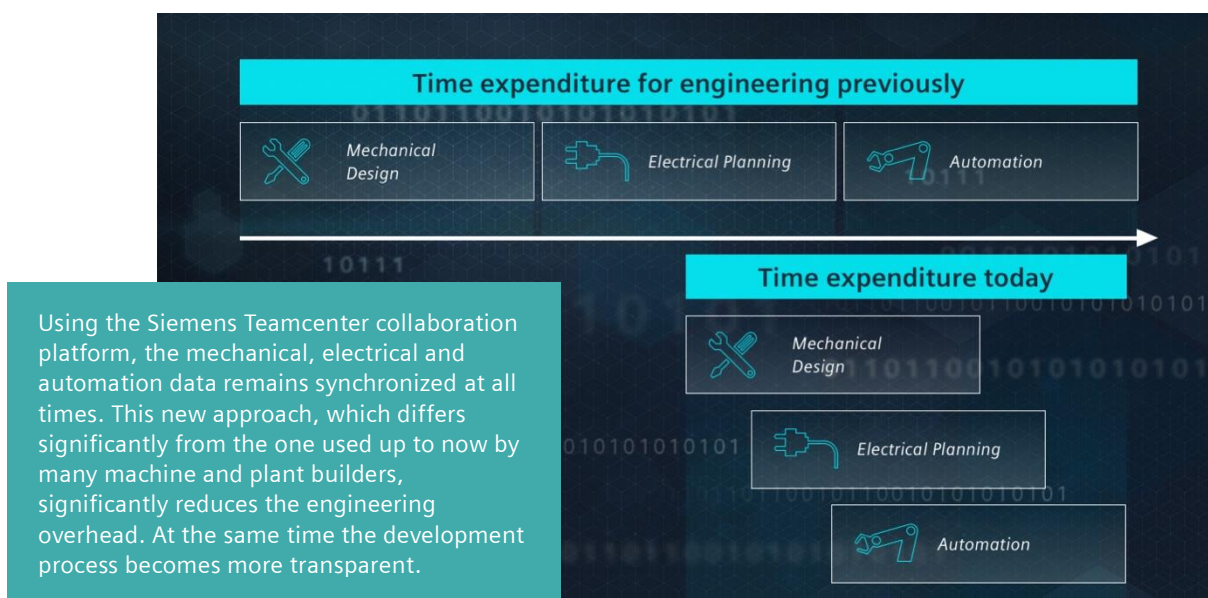 Time expenditure for engineering previously
01101100101010101
Mechanical
Design
Electrical Planning
Automation
10111
10111
Time expenditure today
Using the Siemens Teamcenter collaboration
platform, the mechanical, electrical and
automation data remains synchronized at all
times. This new approach, which differs
significantly from the one used up to now by
many machine and plant builders,
significantly reduces the engineering
overhead. At the same time the development
process becomes more transparent.
Mechanical
Design
Electrical Planning
Automation